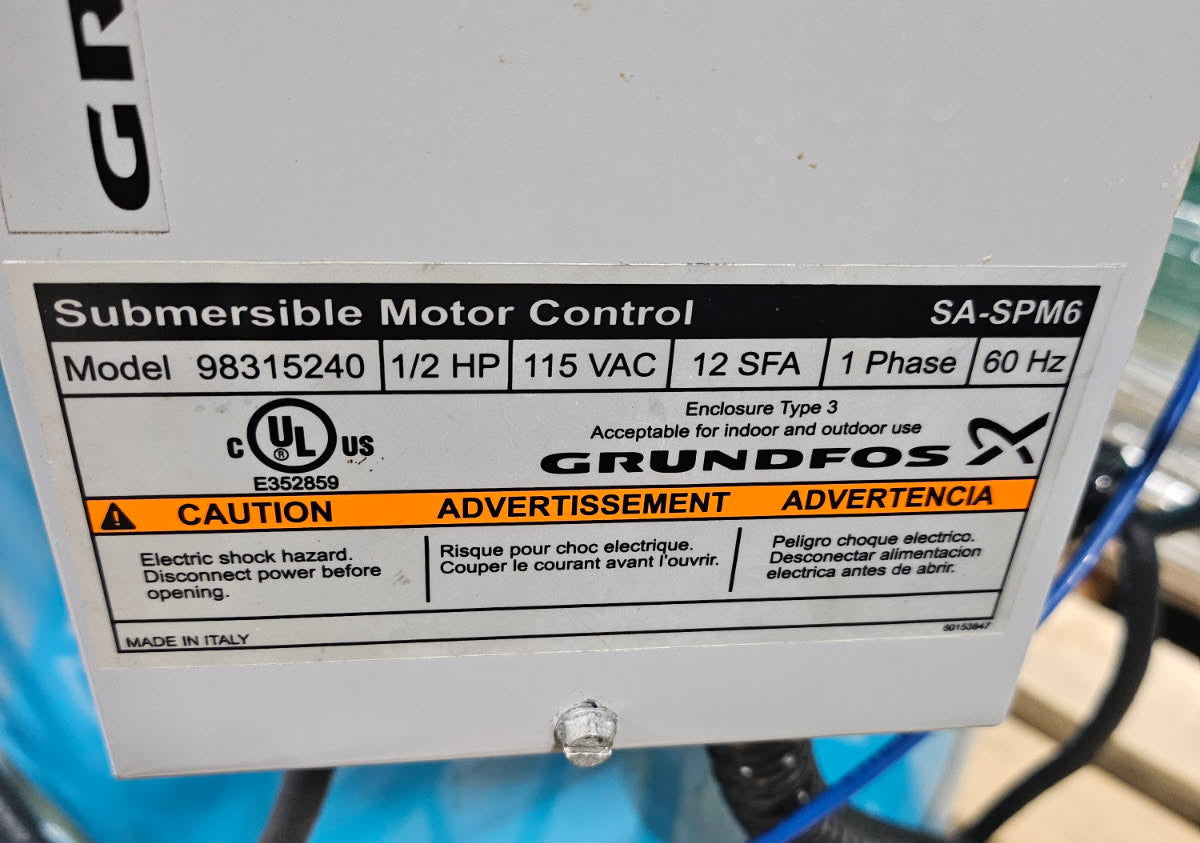 GR
Submersible Motor Control SA-SPM6
Model 98315240 1/2 HP 115 VAC 12 SFA 1 Phase 60 Hz
Enclosure Type 3
Acceptable for indoor and outdoor use
C UL ® US
E352859
GRUNDFOS
CAUTION ADVERTISSEMENT ADVERTENCIA
Electric shock hazard.
Disconnect power before
opening.
Risque pour choc electrique.
Couper le courant avant l'ouvrir.
Peligro choque electrico.
Desconectar alimentacion
electrica antes de abrir.
MADE IN ITALY
80153847